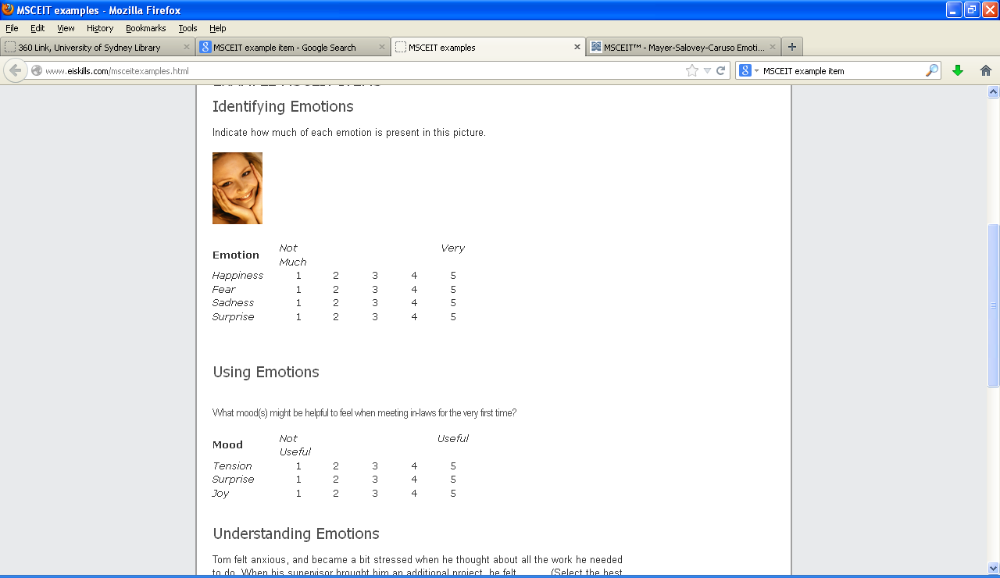 MSCEIT examples - Mozilla Firefox
File Edit View History Bookmarks Tools Help
360 Link, University of Sydney Library MSCEIT example item - Google Search MSCEIT examples MSCEIT™ - Mayer-Salovey-Caruso Emoti...
www.eiskills.com/msceitexamples.html MSCEIT example item
EXAMPLE MSCEIT ITEMS
Identifying Emotions
Indicate how much of each emotion is present in this picture.
Emotion Not Much Very
Happiness 1 2 3 4 5
Fear 1 2 3 4 5
Sadness 1 2 3 4 5
Surprise 1 2 3 4 5
Using Emotions
What mood(s) might be helpful to feel when meeting in-laws for the very first time?
Mood Not Useful Useful
Tension 1 2 3 4 5
Surprise 1 2 3 4 5
Joy 1 2 3 4 5
Understanding Emotions
Tom felt anxious, and became a bit stressed when he thought about all the work he needed
to do. When his supervisor brought him an additional project, he felt ____. (Select the best